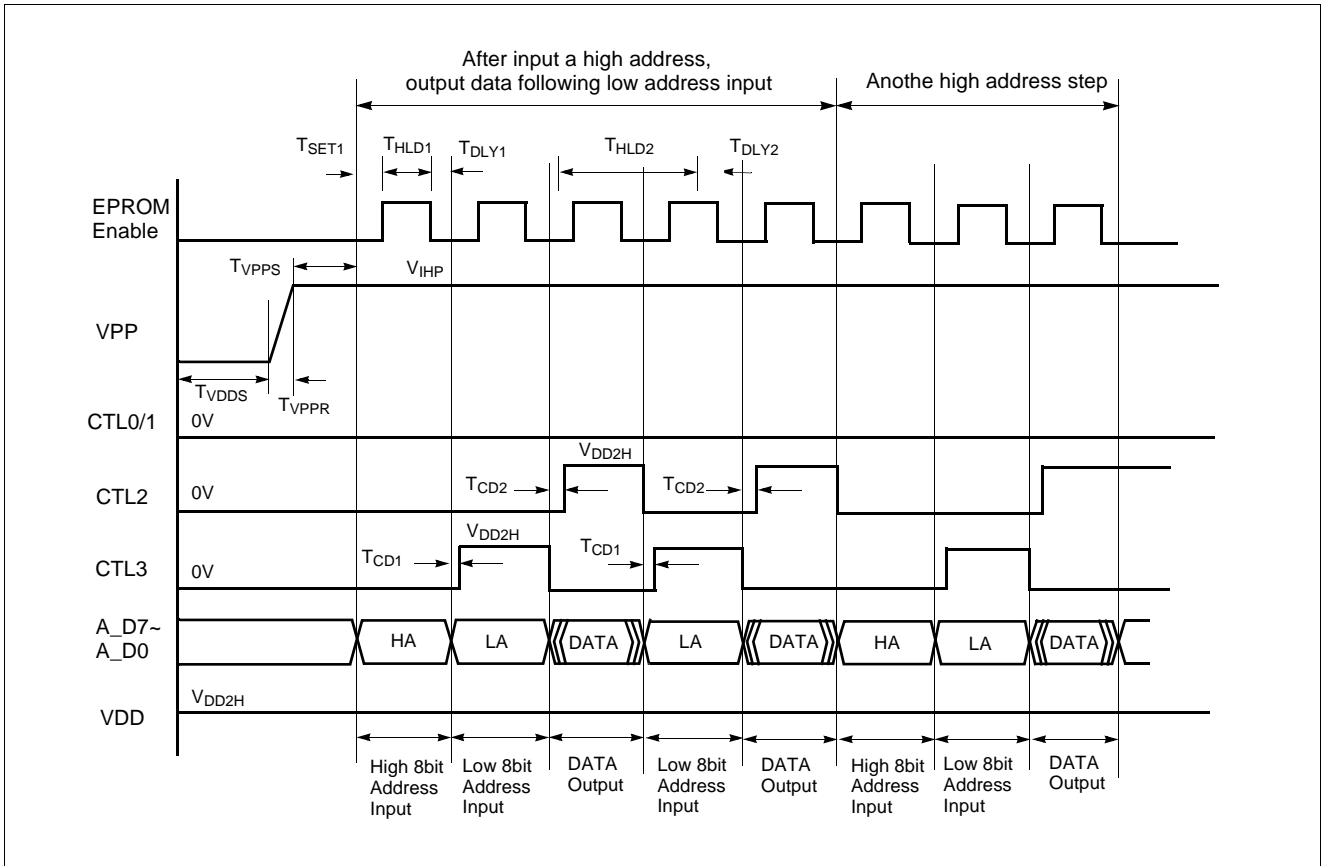 After input a high address,
output data following low address input
Anothe high address step
TSET1
THLD1
TDLY1
THLD2
TDLY2
EPROM
Enable
TVPPS
VIHP
VPP
TVDDS
TVPPR
CTL0/1
0V
VDD2H
CTL2
0V
TCD2
TCD2
VDD2H
CTL3
0V
TCD1
TCD1
A_D7~
A_D0
HA
LA
DATA
LA
DATA
HA
LA
DATA
VDD2H
VDD
High 8bit
Address
Input
Low 8bit
Address
Input
DATA
Output
Low 8bit
Address
Input
DATA
Output
High 8bit
Address
Input
Low 8bit
Address
Input
DATA
Output